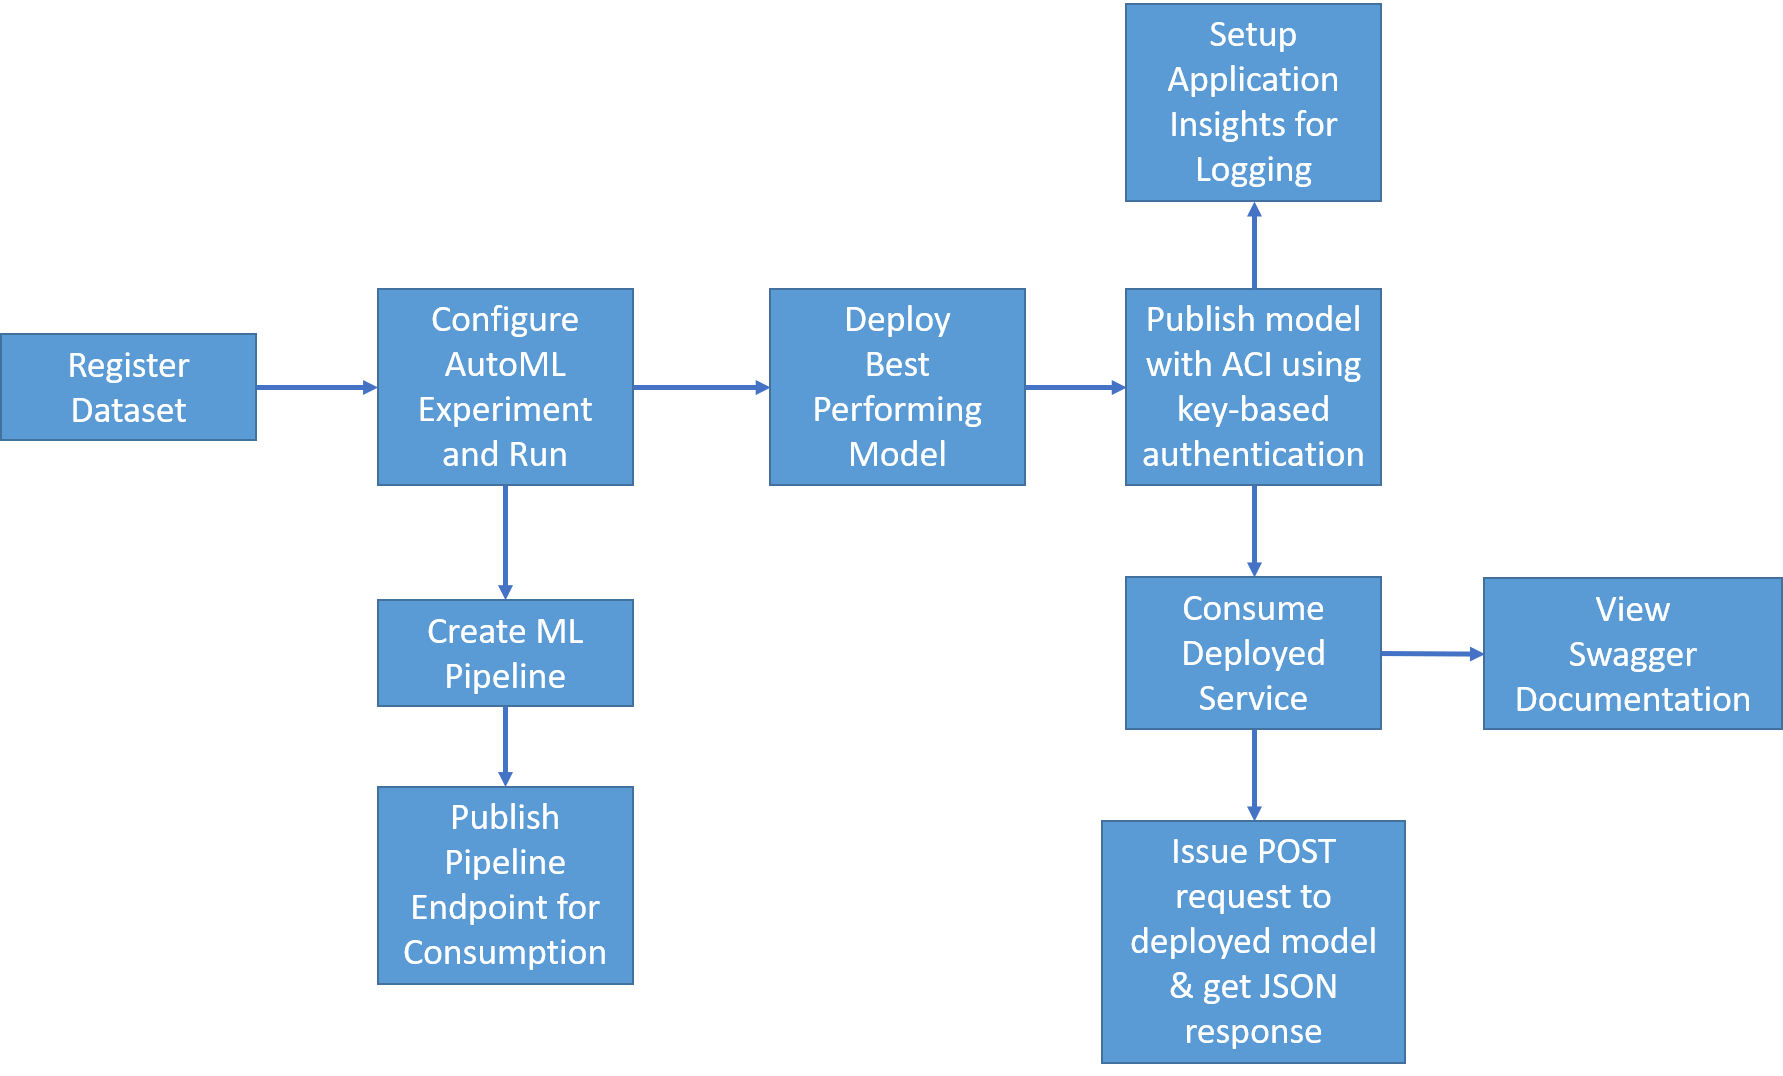 Setup
Application
Insights for
Logging
Register
Dataset
Configure
AutoML
Experiment
and Run
Deploy
Best
Performing
Model
Publish model
with ACI using
key-based
authentication
Create ML
Pipeline
Consume
Deployed
Service
View
Swagger
Documentation
Publish
Pipeline
Endpoint for
Consumption
Issue POST
request to
deployed model
& get JSON
response